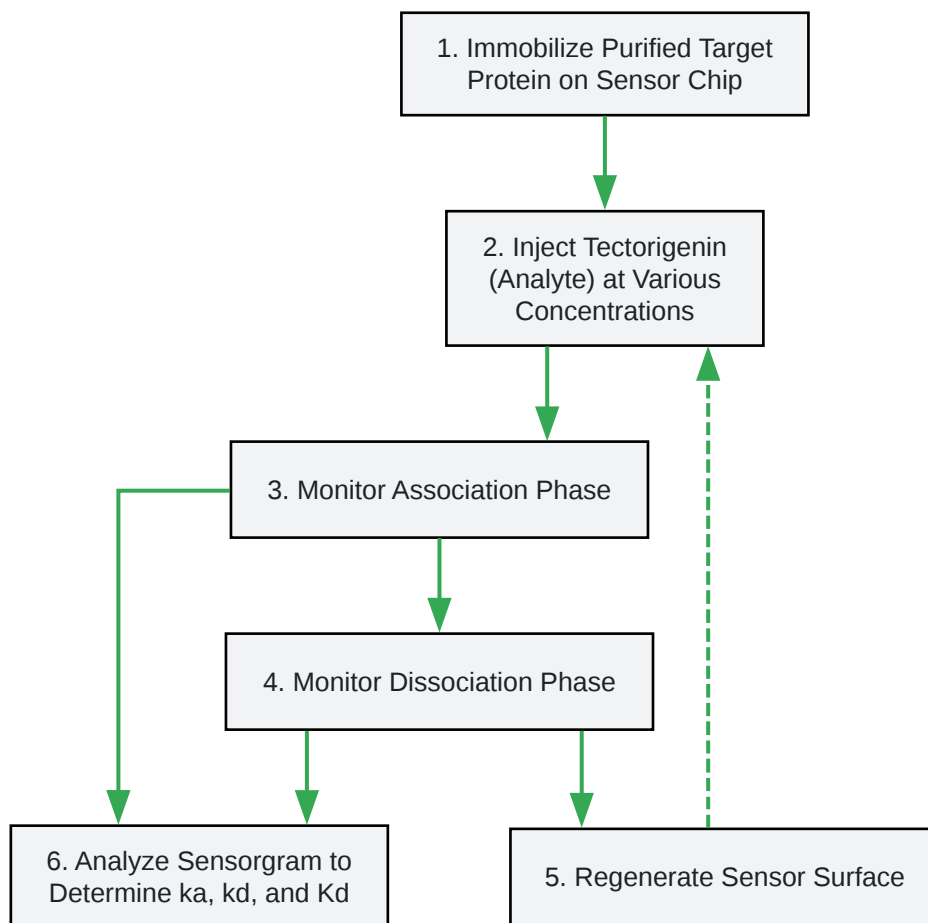 1. Immobilize Purified Target
Protein on Sensor Chip
2. Inject Tectorigenin
(Analyte) at Various
Concentrations
3. Monitor Association Phase
4. Monitor Dissociation Phase
6. Analyze Sensorgram to
Determine ka, kd, and Kd
5. Regenerate Sensor Surface